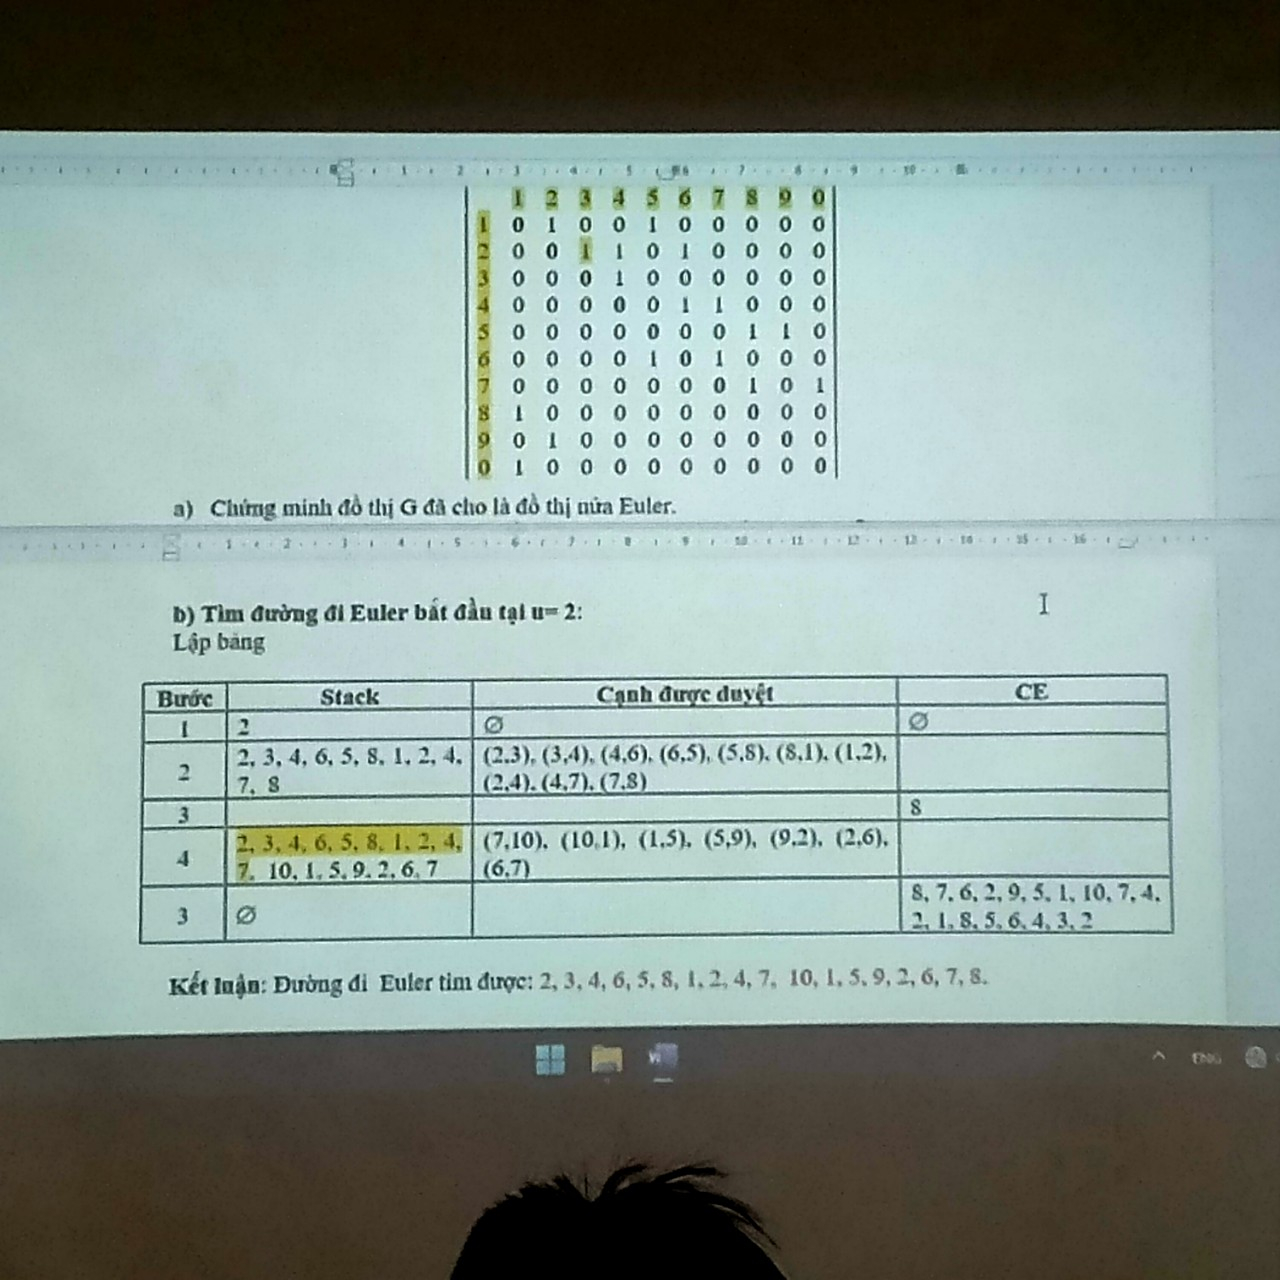 1 2 3 4 5 6 7 8 9 0
1 0 1 0 0 1 0 0 0 0 0
2 0 0 1 1 0 1 0 0 0 0
3 0 0 0 1 0 0 0 0 0 0
4 0 0 0 0 0 1 1 0 0 0
5 0 0 0 0 0 0 0 1 1 0
6 0 0 0 0 1 0 1 0 0 0
7 0 0 0 0 0 0 0 1 0 1
8 1 0 0 0 0 0 0 0 0 0
9 0 1 0 0 0 0 0 0 0 0
0 1 0 0 0 0 0 0 0 0 0
a) Chứng minh đồ thị G đã cho là đồ thị nửa Euler.
b) Tìm đường đi Euler bắt đầu tại u= 2:
Lập bảng
Bước Stack Cạnh được duyệt CE
1 2 ∅ ∅
2 2, 3, 4, 6, 5, 8, 1, 2, 4, (2,3), (3,4), (4,6), (6,5), (5,8), (8,1), (1,2),
7, 8 (2,4), (4,7), (7,8)
3 8
4 2, 3, 4, 6, 5, 8, 1, 2, 4, (7,10), (10,1), (1,5), (5,9), (9,2), (2,6),
7, 10, 1, 5, 9, 2, 6, 7 (6,7)
3 ∅ 8, 7, 6, 2, 9, 5, 1, 10, 7, 4,
2, 1, 8, 5, 6, 4, 3, 2
Kết luận: Đường đi Euler tìm được: 2, 3, 4, 6, 5, 8, 1, 2, 4, 7, 10, 1, 5, 9, 2, 6, 7, 8.
ENG